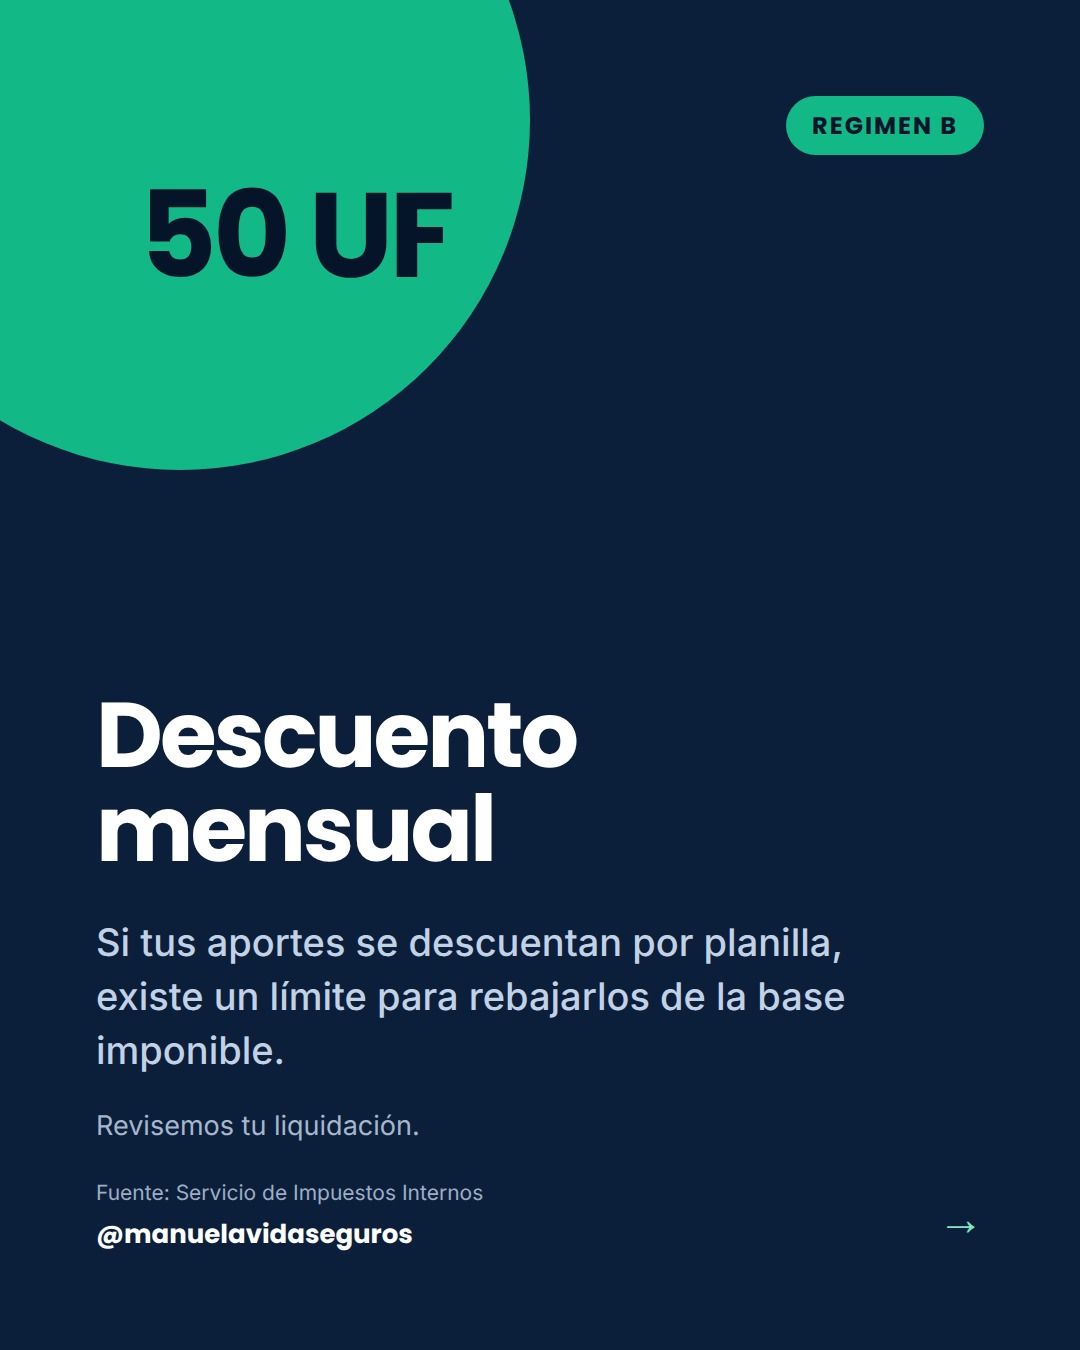 REGIMEN B
50 UF
Descuento
mensual
Si tus aportes se descuentan por planilla,
existe un límite para rebajarlos de la base
imponible.
Revisemos tu liquidación.
Fuente: Servicio de Impuestos Internos
@manuelavidaseguros
→